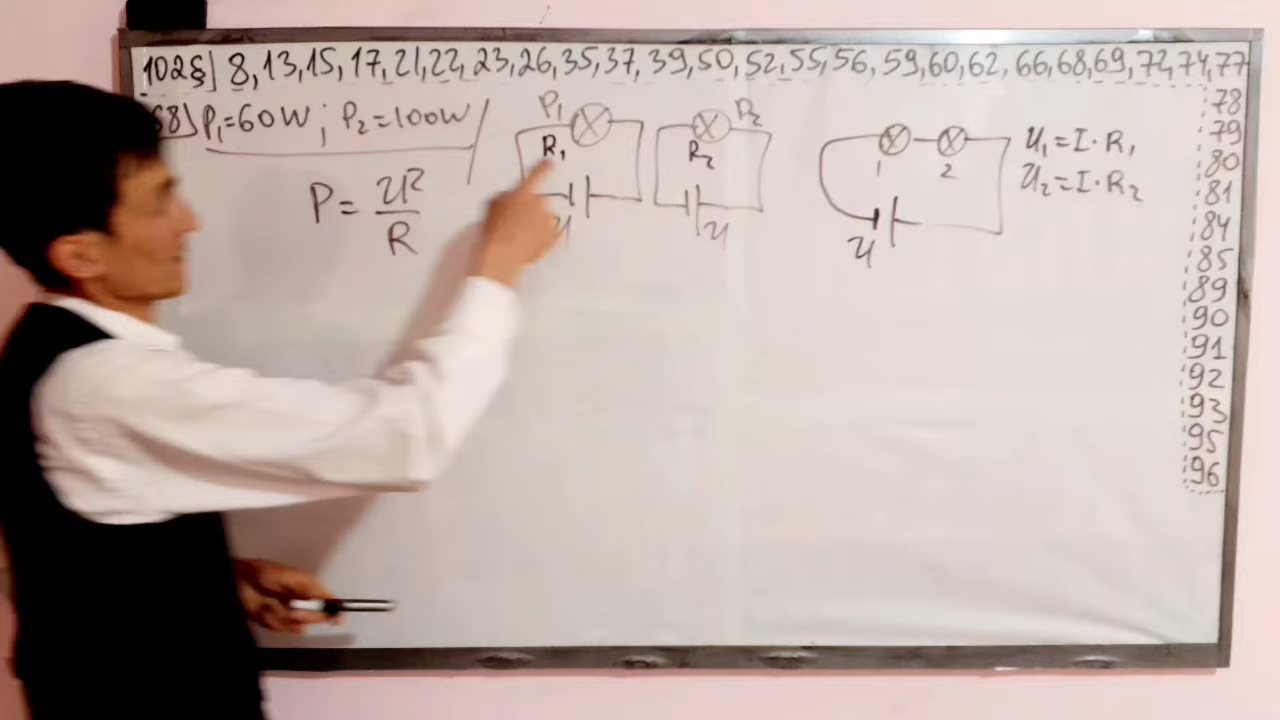 102§] 8,13,15,17,21,22,23,26,35,37,39,50,52,55,56,59,60,62,66,68,69,72,74,77
78
79
80
81
84
85
89
90
91
92
93
95
96
68] P₁=60W; P₂=100W
P = U²/R
P₁
R₁
U
P₂
R₂
U
1
2
U
U₁=I·R₁
U₂=I·R₂